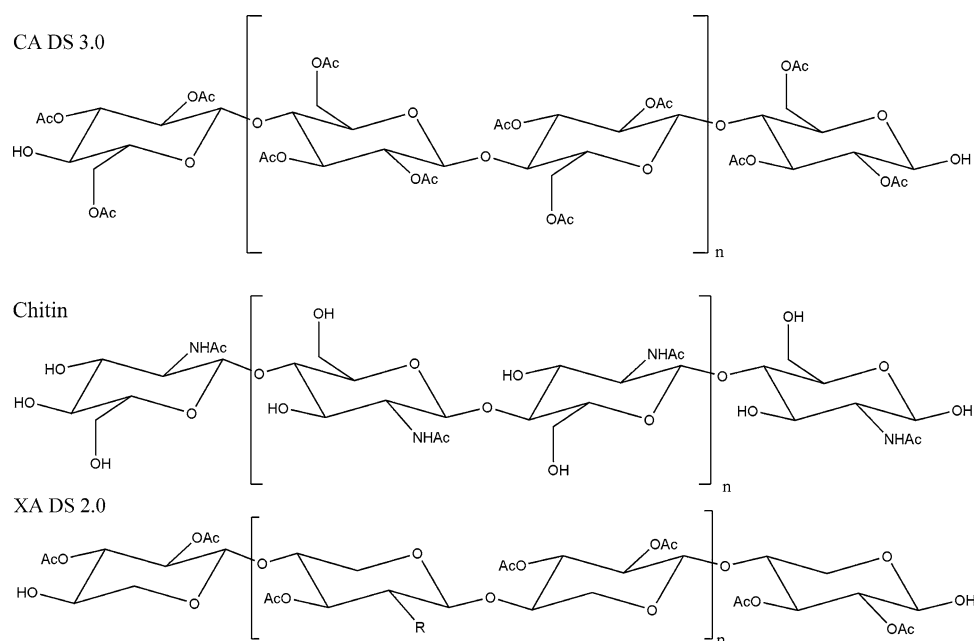 CA DS 3.0
OAc OAc
OAc OAc
AcO O O AcO O O
HO O AcO O O AcO OH
OAc OAc
OAc OAc
n
Chitin
OH OH
NHAc NHAc
HO O O HO O O
HO O HO O O HO OH
NHAc NHAc
OH OH
n
XA DS 2.0
OAc OAc
AcO O O AcO O O
HO O AcO O O AcO OH
R OAc
n